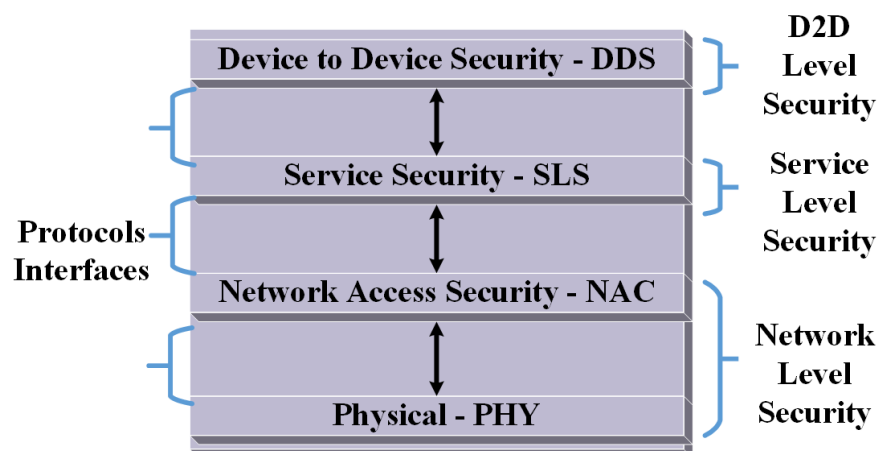 Device to Device Security - DDS
D2D
Level
Security
Service Security - SLS
Service
Level
Security
Protocols
Interfaces
Network Access Security - NAC
Network
Level
Security
Physical - PHY